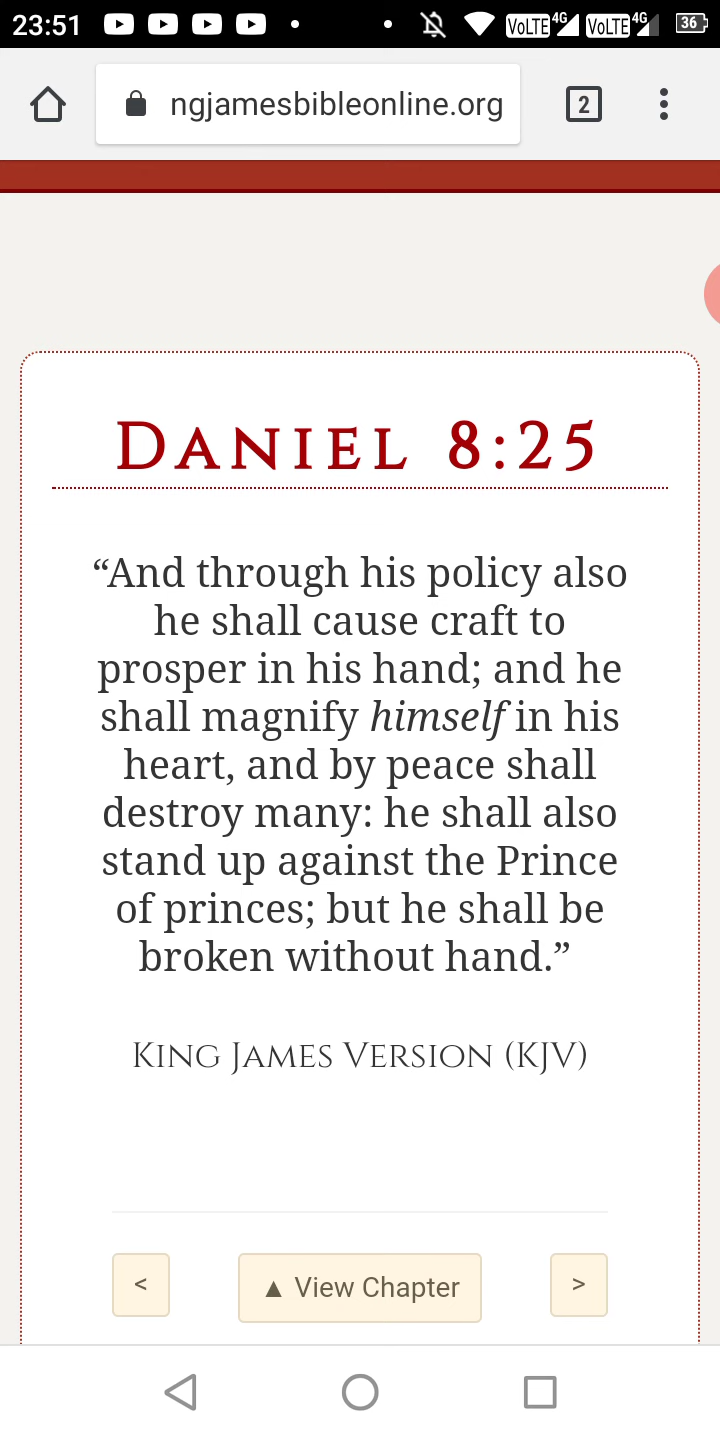 23:51 VoLTE 4G VoLTE 4G 36
ngjamesbibleonline.org 2
DANIEL 8:25
“And through his policy also
he shall cause craft to
prosper in his hand; and he
shall magnify himself in his
heart, and by peace shall
destroy many: he shall also
stand up against the Prince
of princes; but he shall be
broken without hand.”
KING JAMES VERSION (KJV)
< ▲ View Chapter >